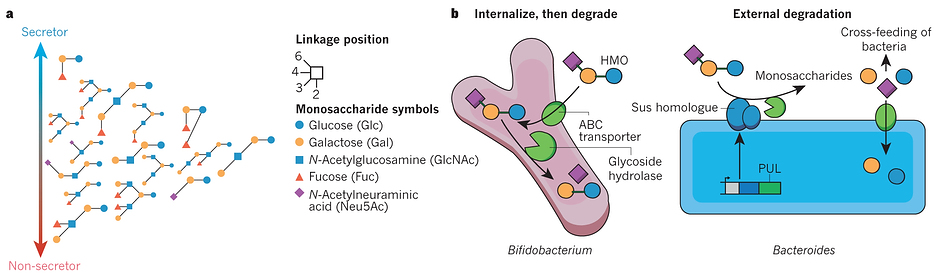 a
Secretor
Non-secretor
Linkage position
6
4
3
2
Monosaccharide symbols
Glucose (Glc)
Galactose (Gal)
N-Acetylglucosamine (GlcNAc)
Fucose (Fuc)
N-Acetylneuraminic
acid (Neu5Ac)
b
Internalize, then degrade
HMO
ABC
transporter
Glycoside
hydrolase
Bifidobacterium
External degradation
Cross-feeding of
bacteria
Monosaccharides
Sus homologue
PUL
Bacteroides